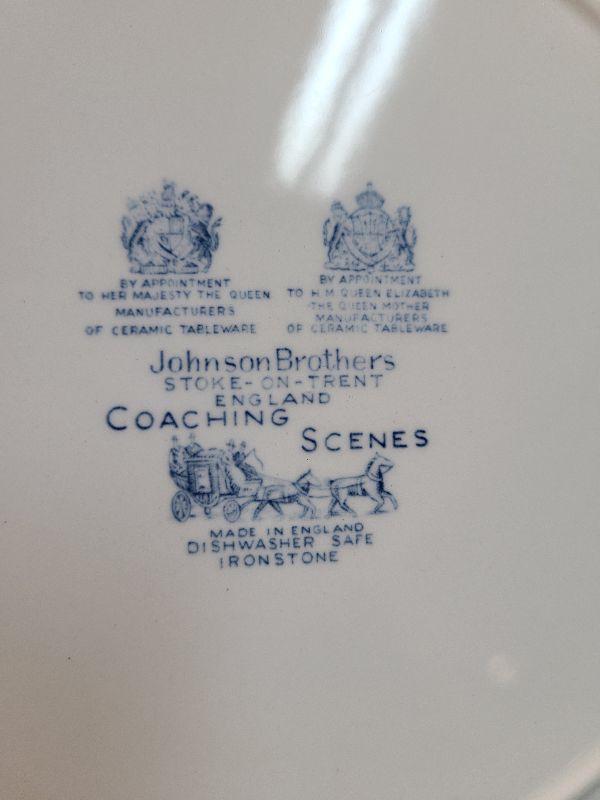 BY APPOINTMENT
TO HER MAJESTY THE QUEEN
MANUFACTURERS
OF CERAMIC TABLEWARE
BY APPOINTMENT
TO H.M. QUEEN ELIZABETH
THE QUEEN MOTHER
MANUFACTURERS
OF CERAMIC TABLEWARE
Johnson Brothers
STOKE-ON-TRENT
ENGLAND
COACHING
SCENES
MADE IN ENGLAND
DISHWASHER SAFE
IRONSTONE